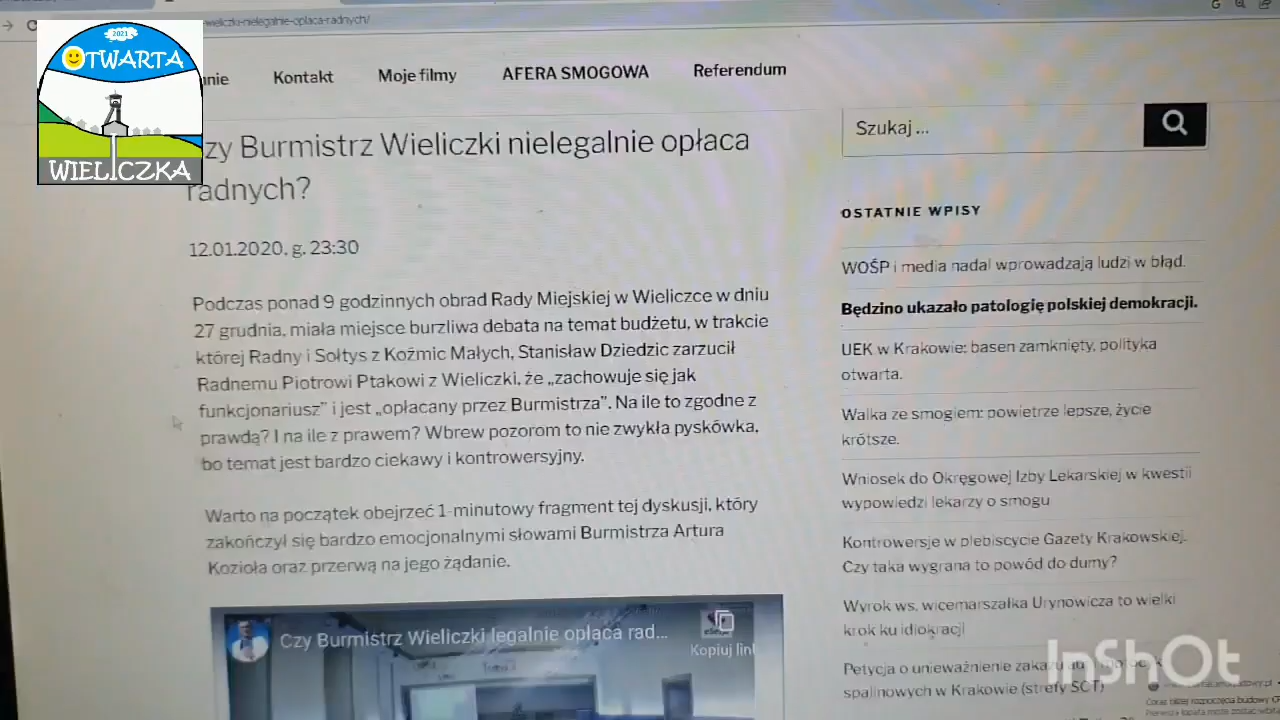 wieliczki-nielegalnie-oplaca-radnych/
2021
OTWARTA
WIELICZKA
Kontakt
Moje filmy
AFERA SMOGOWA
Referendum
zy Burmistrz Wieliczki nielegalnie opłaca
radnych?
12.01.2020, g. 23:30
Podczas ponad 9 godzinnych obrad Rady Miejskiej w Wieliczce w dniu
27 grudnia, miała miejsce burzliwa debata na temat budżetu, w trakcie
której Radny i Sołtys z Koźmic Małych, Stanisław Dziedzic zarzucił
Radnemu Piotrowi Ptakowi z Wieliczki, że „zachowuje się jak
funkcjonariusz” i jest „opłacany przez Burmistrza”. Na ile to zgodne z
prawdą? I na ile z prawem? Wbrew pozorom to nie zwykła pyskówka,
bo temat jest bardzo ciekawy i kontrowersyjny.
Warto na początek obejrzeć 1-minutowy fragment tej dyskusji, który
zakończył się bardzo emocjonalnymi słowami Burmistrza Artura
Kozioła oraz przerwą na jego żądanie.
Czy Burmistrz Wieliczki legalnie opłaca rad...
Kopiuj link
Szukaj ...
OSTATNIE WPISY
WOŚP i media nadal wprowadzają ludzi w błąd.
Będzino ukazało patologię polskiej demokracji.
UEK w Krakowie: basen zamknięty, polityka
otwarta.
Walka ze smogiem: powietrze lepsze, życie
krótsze.
Wniosek do Okręgowej Izby Lekarskiej w kwestii
wypowiedzi lekarzy o smogu
Kontrowersje w plebiscycie Gazety Krakowskiej.
Czy taka wygrana to powód do dumy?
Wyrok ws. wicemarszałka Urynowicza to wielki
krok ku idiokracji
Petycja o unieważnienie zakazu
spalinowych w Krakowie (strefy SCT)
InShOt